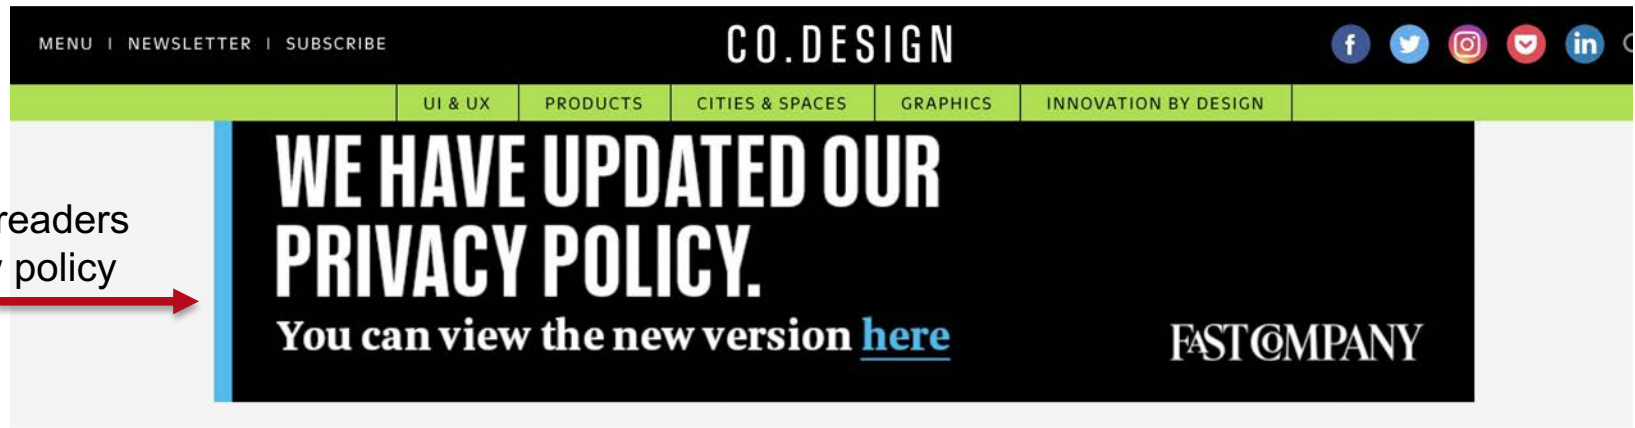 MENU | NEWSLETTER | SUBSCRIBE
CO.DESIGN
UI & UX
PRODUCTS
CITIES & SPACES
GRAPHICS
INNOVATION BY DESIGN
readers
policy
WE HAVE UPDATED OUR
PRIVACY POLICY.
You can view the new version here
FAST COMPANY